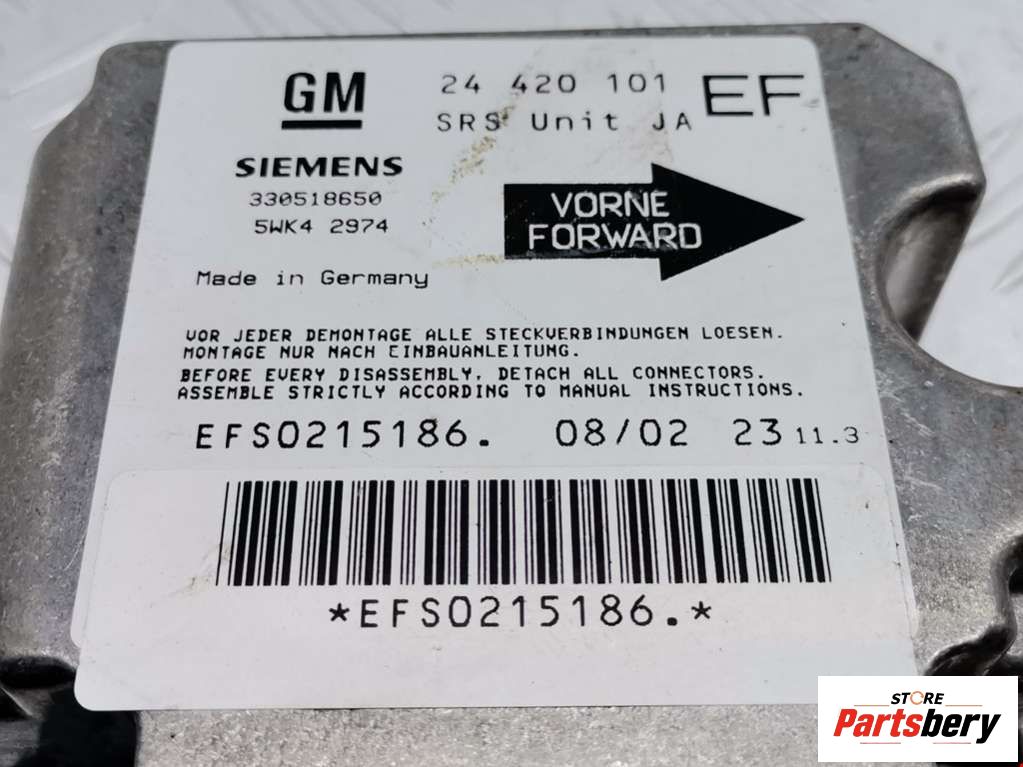 GM
24 420 101
EF
SRS Unit JA
SIEMENS
330518650
5WK4 2974
VORNE
FORWARD
Made in Germany
VOR JEDER DEMONTAGE ALLE STECKVERBINDUNGEN LOESEN.
MONTAGE NUR NACH EINBAUANLEITUNG.
BEFORE EVERY DISASSEMBLY, DETACH ALL CONNECTORS.
ASSEMBLE STRICTLY ACCORDING TO MANUAL INSTRUCTIONS.
EFS0215186. 08/02 23 11.3
*EFS0215186.*
STORE
Partsbery